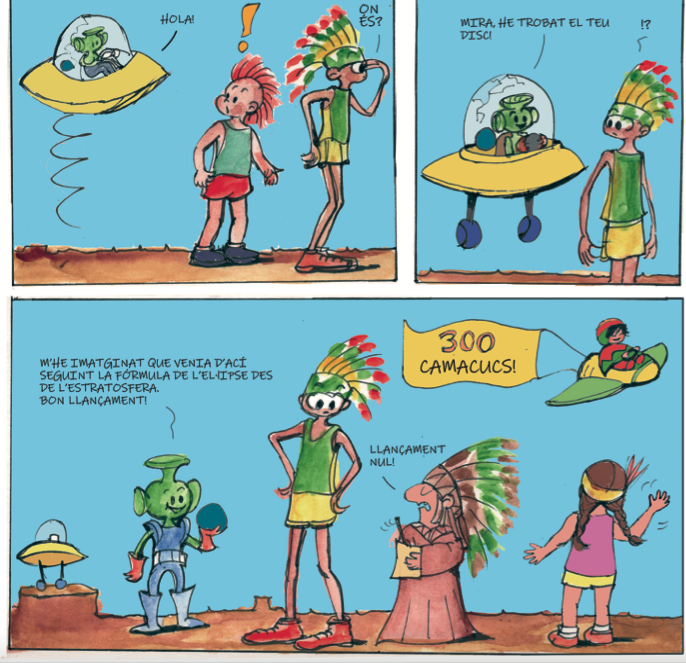 HOLA!
!
ON
ÉS?
MIRA, HE TROBAT EL TEU
DISC!
!?
M'HE IMATGINAT QUE VENIA D'ACÍ
SEGUINT LA FÓRMULA DE L'EL·LIPSE DES
DE L'ESTRATOSFERA.
BON LLANÇAMENT!
300
CAMACUCS!
LLANÇAMENT
NUL!